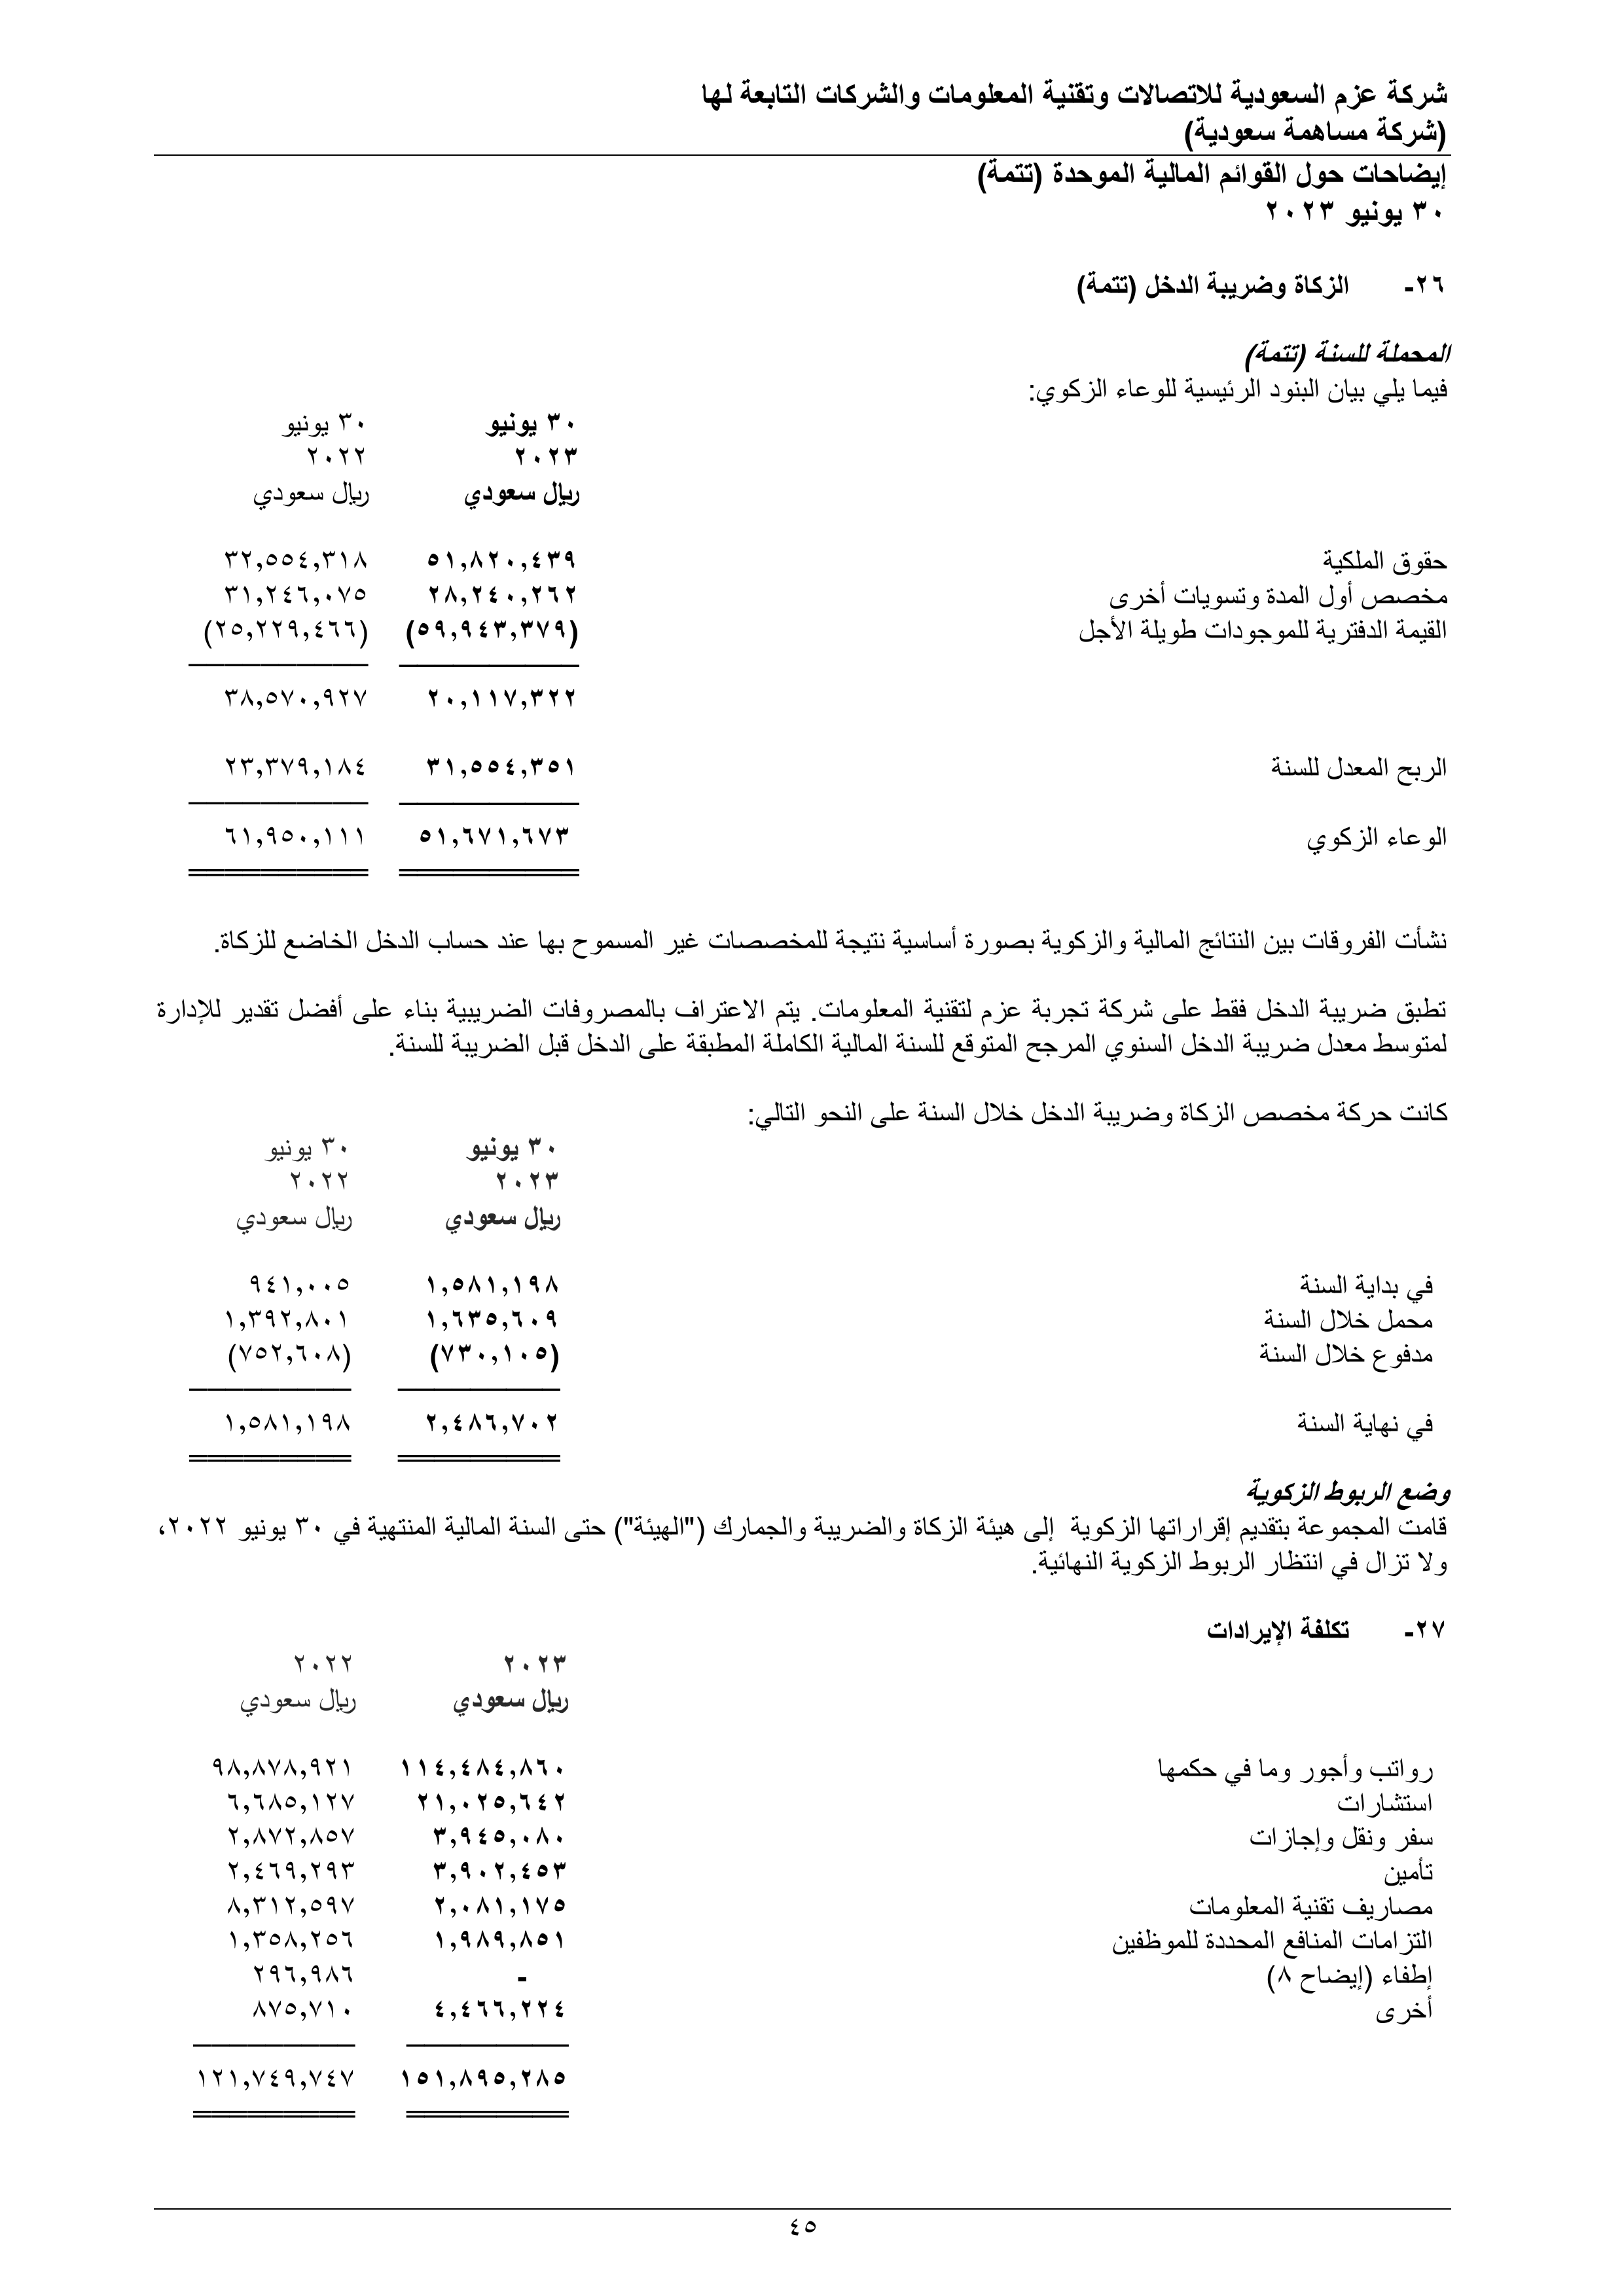 شركة عزم السعودية للاتصالات وتقنية المعلومات والشركات التابعة لها
(شركة مساهمة سعودية)
إيضاحات حول القوائم المالية الموحدة (تتمة)
٣٠ يونيو ٢٠٢٣
٢٦- الزكاة وضريبة الدخل (تتمة)
المحملة للسنة (تتمة)
فيما يلي بيان البنود الرئيسية للوعاء الزكوي:
٣٠ يونيو ٣٠ يونيو
٢٠٢٣ ٢٠٢٢
ريال سعودي ريال سعودي
حقوق الملكية ٥١,٨٢٠,٤٣٩ ٣٢,٥٥٤,٣١٨
مخصص أول المدة وتسويات أخرى ٢٨,٢٤٠,٢٦٢ ٣١,٢٤٦,٠٧٥
القيمة الدفترية للموجودات طويلة الأجل (٥٩,٩٤٣,٣٧٩) (٢٥,٢٢٩,٤٦٦)
٢٠,١١٧,٣٢٢ ٣٨,٥٧٠,٩٢٧
الربح المعدل للسنة ٣١,٥٥٤,٣٥١ ٢٣,٣٧٩,١٨٤
الوعاء الزكوي ٥١,٦٧١,٦٧٣ ٦١,٩٥٠,١١١
نشأت الفروقات بين النتائج المالية والزكوية بصورة أساسية نتيجة للمخصصات غير المسموح بها عند حساب الدخل الخاضع للزكاة.
تطبق ضريبة الدخل فقط على شركة تجربة عزم لتقنية المعلومات. يتم الاعتراف بالمصروفات الضريبية بناء على أفضل تقدير للإدارة
لمتوسط معدل ضريبة الدخل السنوي المرجح المتوقع للسنة المالية الكاملة المطبقة على الدخل قبل الضريبة للسنة.
كانت حركة مخصص الزكاة وضريبة الدخل خلال السنة على النحو التالي:
٣٠ يونيو ٣٠ يونيو
٢٠٢٣ ٢٠٢٢
ريال سعودي ريال سعودي
في بداية السنة ١,٥٨١,١٩٨ ٩٤١,٠٠٥
محمل خلال السنة ١,٦٣٥,٦٠٩ ١,٣٩٢,٨٠١
مدفوع خلال السنة (٧٣٠,١٠٥) (٧٥٢,٦٠٨)
في نهاية السنة ٢,٤٨٦,٧٠٢ ١,٥٨١,١٩٨
وضع الربوط الزكوية
قامت المجموعة بتقديم إقراراتها الزكوية إلى هيئة الزكاة والضريبة والجمارك ("الهيئة") حتى السنة المالية المنتهية في ٣٠ يونيو ٢٠٢٢،
ولا تزال في انتظار الربوط الزكوية النهائية.
٢٧- تكلفة الإيرادات
٢٠٢٣ ٢٠٢٢
ريال سعودي ريال سعودي
رواتب وأجور وما في حكمها ١١٤,٤٨٤,٨٦٠ ٩٨,٨٧٨,٩٢١
استشارات ٢١,٠٢٥,٦٤٢ ٦,٦٨٥,١٢٧
سفر ونقل وإجازات ٣,٩٤٥,٠٨٠ ٢,٨٧٢,٨٥٧
تأمين ٣,٩٠٢,٤٥٣ ٢,٤٦٩,٢٩٣
مصاريف تقنية المعلومات ٢,٠٨١,١٧٥ ٨,٣١٢,٥٩٧
التزامات المنافع المحددة للموظفين ١,٩٨٩,٨٥١ ١,٣٥٨,٢٥٦
إطفاء (إيضاح ٨) - ٢٩٦,٩٨٦
أخرى ٤,٤٦٦,٢٢٤ ٨٧٥,٧١٠
١٥١,٨٩٥,٢٨٥ ١٢١,٧٤٩,٧٤٧
٤٥